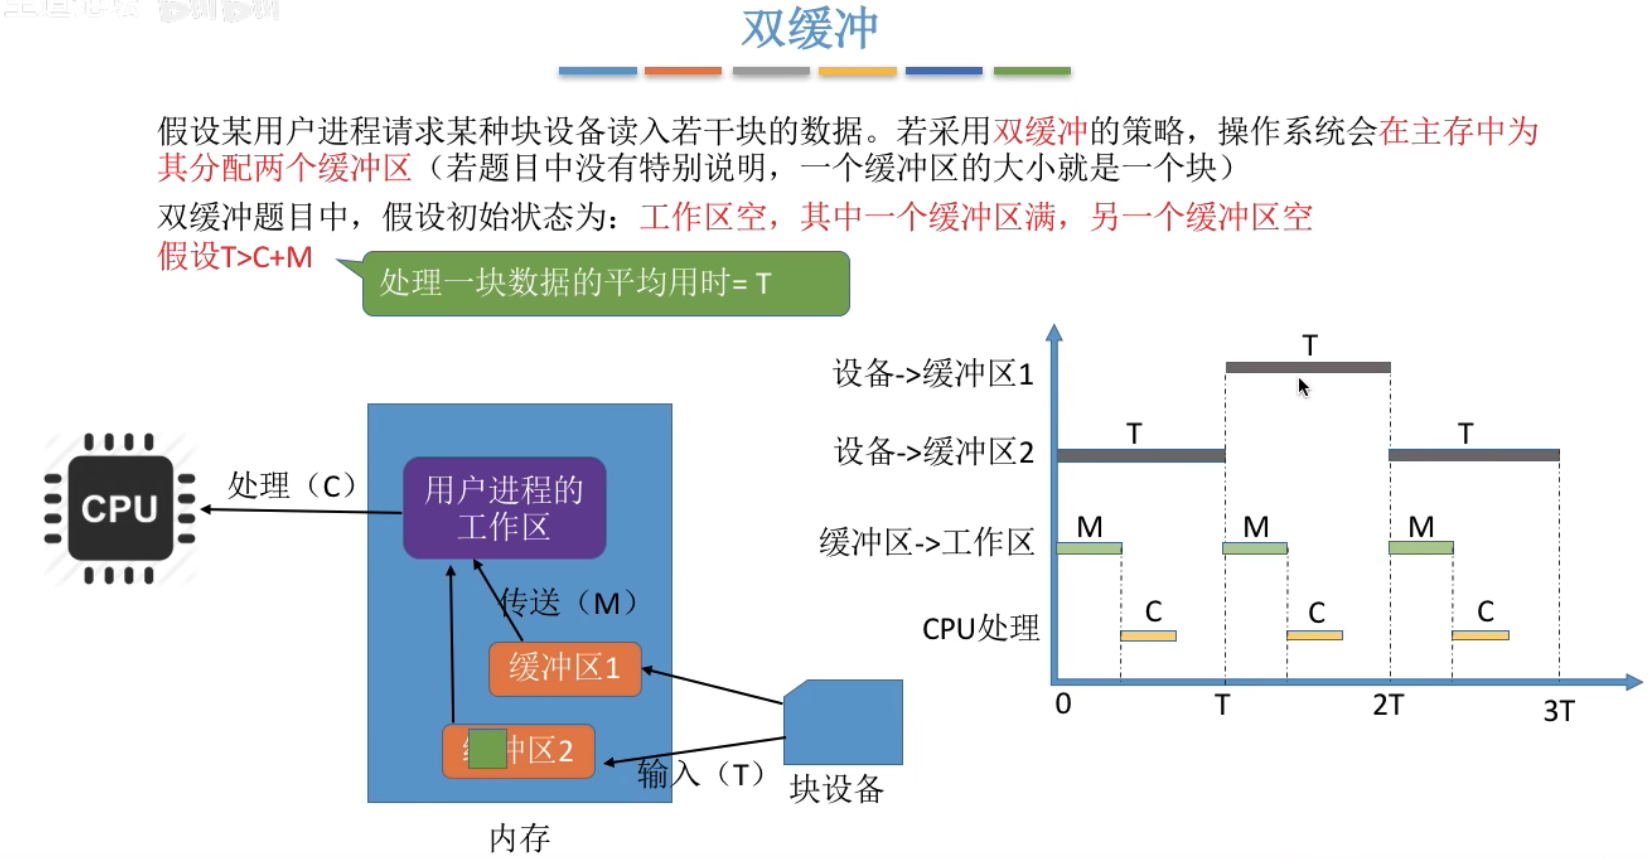 双缓冲
假设某用户进程请求某种块设备读入若干块的数据。若采用双缓冲的策略，操作系统会在主存中为
其分配两个缓冲区（若题目中没有特别说明，一个缓冲区的大小就是一个块）
双缓冲题目中，假设初始状态为：工作区空，其中一个缓冲区满，另一个缓冲区空
假设T>C+M
处理一块数据的平均用时= T
CPU
处理（C）
用户进程的
工作区
传送（M）
缓冲区1
冲区2
输入（T）
块设备
内存
设备->缓冲区1
T
设备->缓冲区2
T
T
缓冲区->工作区
M
M
M
CPU处理
C
C
C
0
T
2T
3T